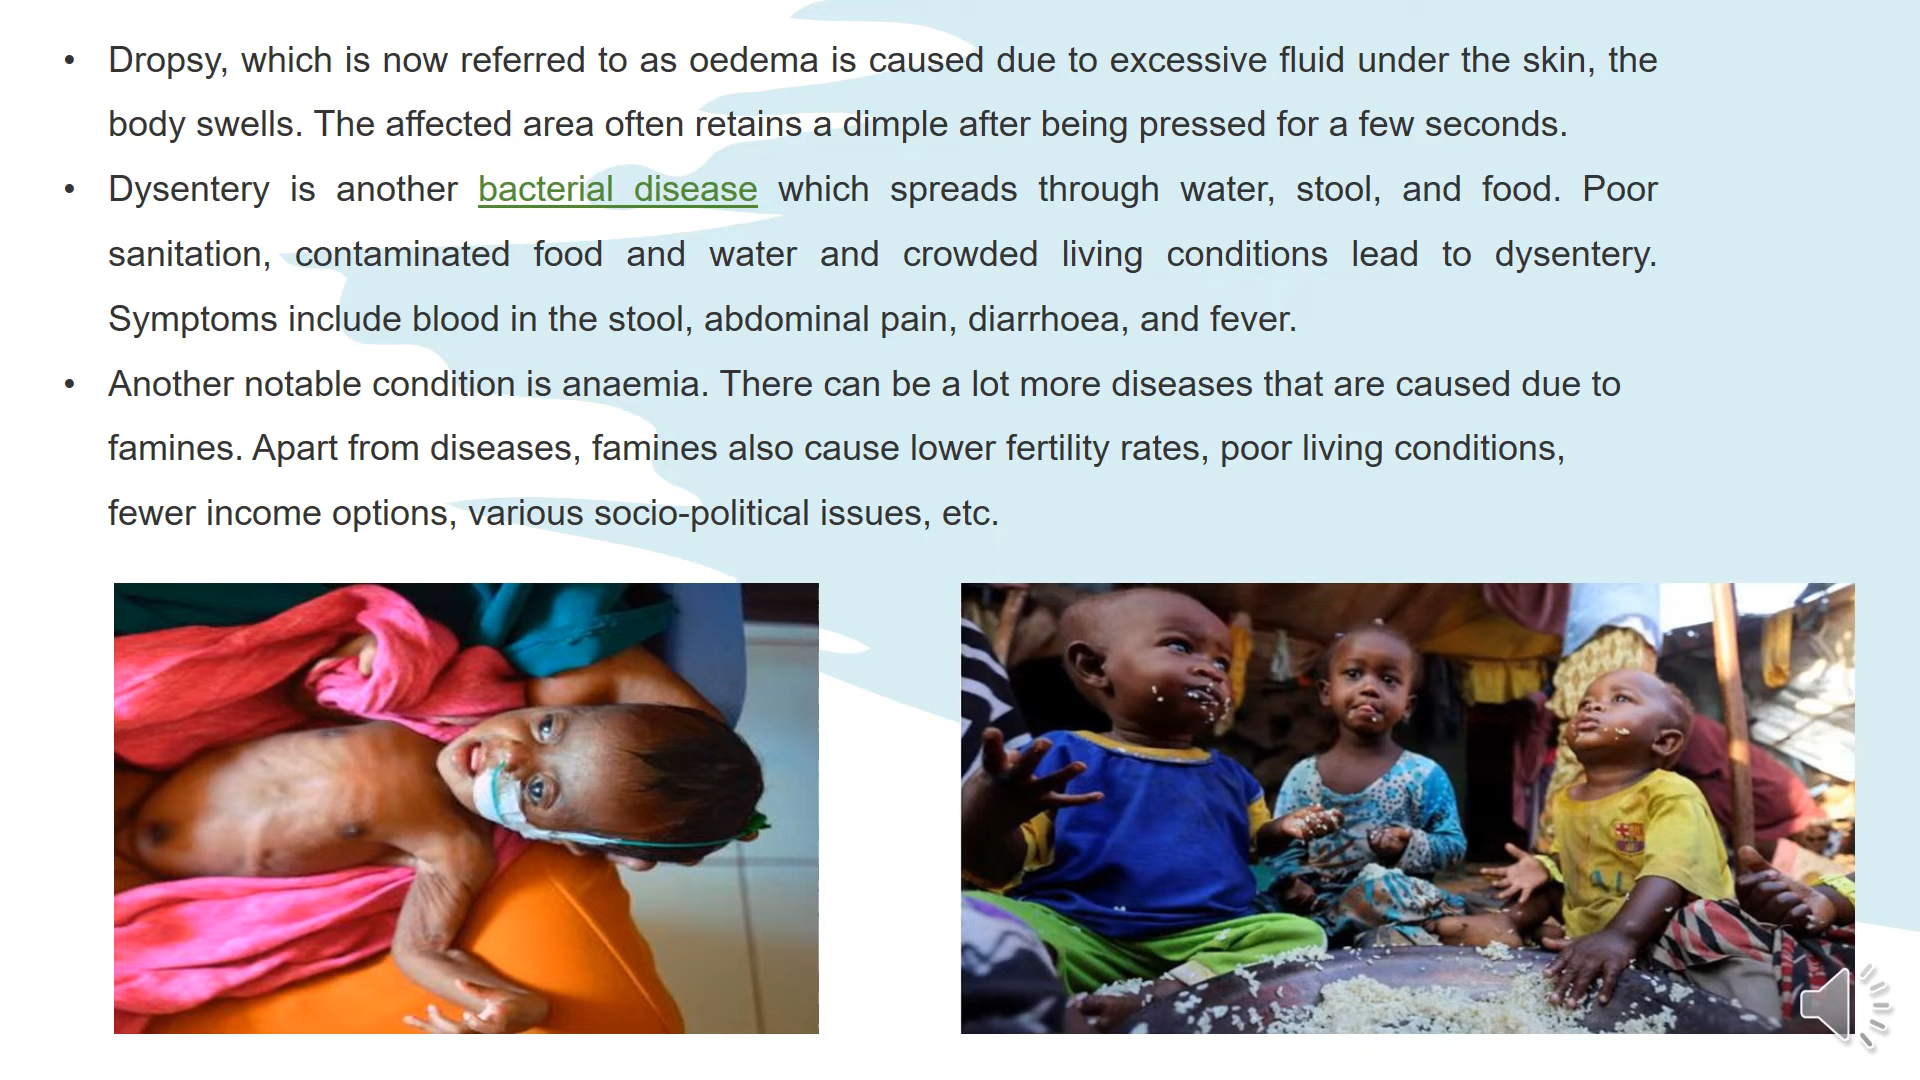 • Dropsy, which is now referred to as oedema is caused due to excessive fluid under the skin, the
body swells. The affected area often retains a dimple after being pressed for a few seconds.
• Dysentery is another bacterial disease which spreads through water, stool, and food. Poor
sanitation, contaminated food and water and crowded living conditions lead to dysentery.
Symptoms include blood in the stool, abdominal pain, diarrhoea, and fever.
• Another notable condition is anaemia. There can be a lot more diseases that are caused due to
famines. Apart from diseases, famines also cause lower fertility rates, poor living conditions,
fewer income options, various socio-political issues, etc.